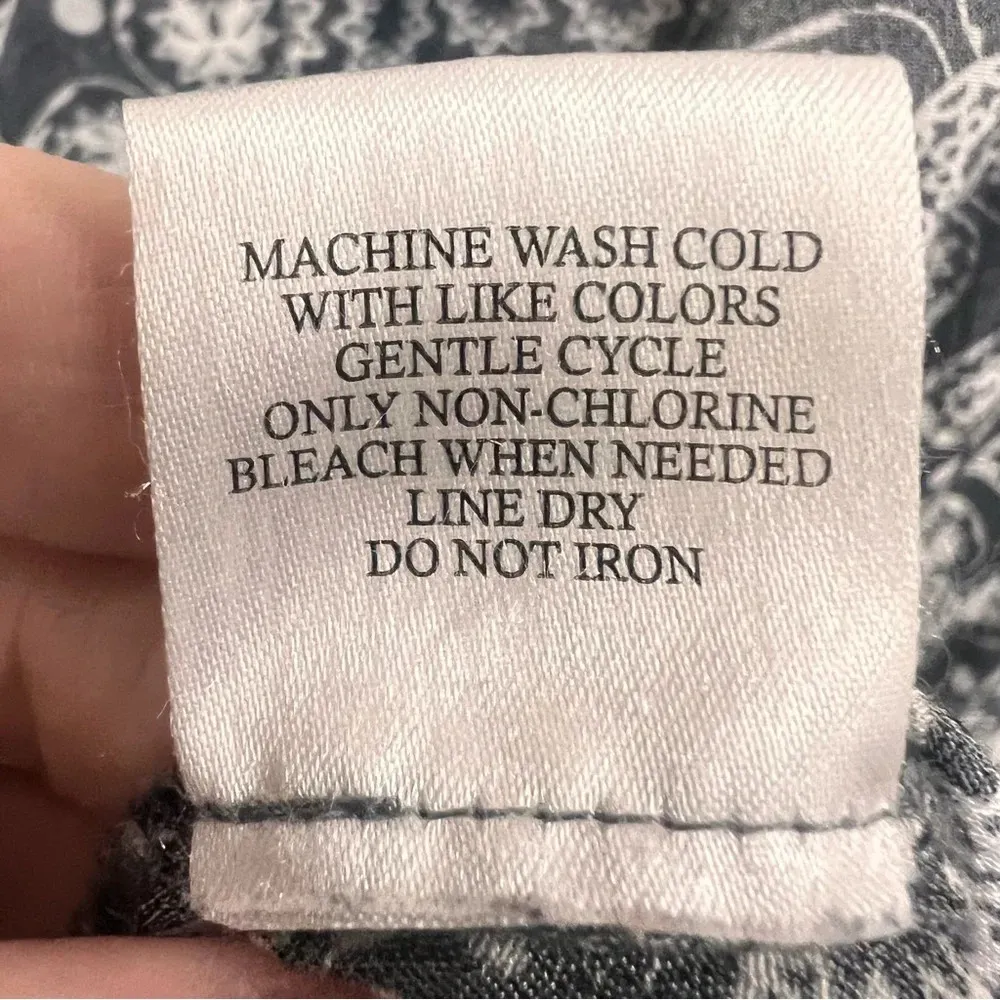 MACHINE WASH COLD
WITH LIKE COLORS
GENTLE CYCLE
ONLY NON-CHLORINE
BLEACH WHEN NEEDED
LINE DRY
DO NOT IRON